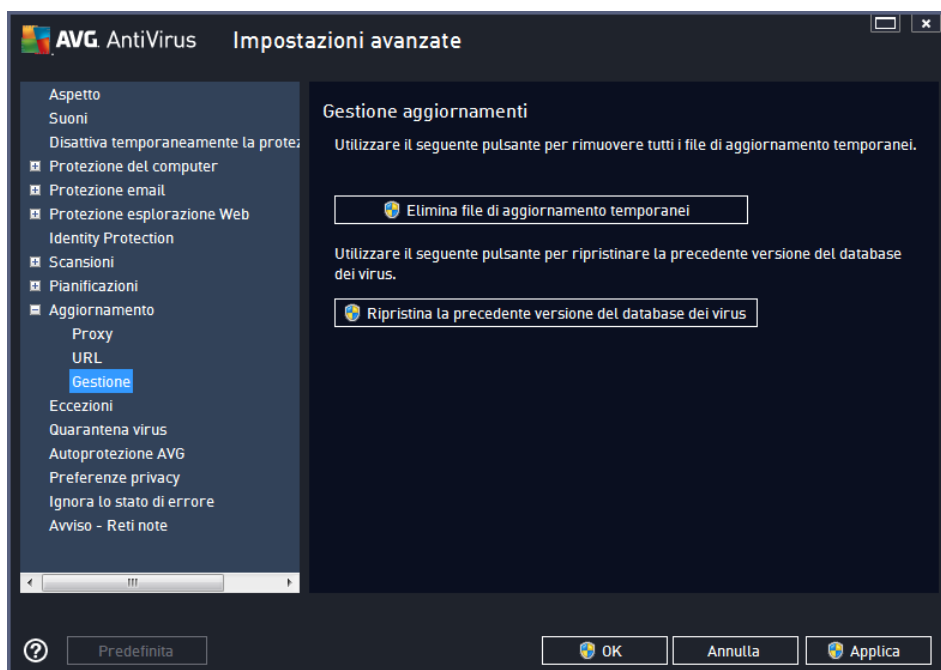 AVG. AntiVirus Impostazioni avanzate
Aspetto
Suoni
Disattiva temporaneamente la protez
Protezione del computer
Protezione email
Protezione esplorazione Web
Identity Protection
Scansioni
Pianificazioni
Aggiornamento
Proxy
URL
Gestione
Eccezioni
Quarantena virus
Autoprotezione AVG
Preferenze privacy
Ignora lo stato di errore
Avviso - Reti note
Gestione aggiornamenti
Utilizzare il seguente pulsante per rimuovere tutti i file di aggiornamento temporanei.
Elimina file di aggiornamento temporanei
Utilizzare il seguente pulsante per ripristinare la precedente versione del database
dei virus.
Ripristina la precedente versione del database dei virus
Predefinita
OK
Annulla
Applica